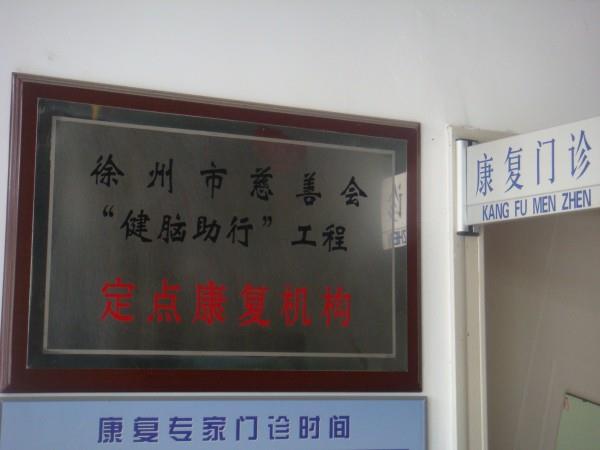 徐州市慈善会
“健脑助行”工程
定点康复机构
康复门诊
KANG FU MEN ZHEN
康复专家门诊时间